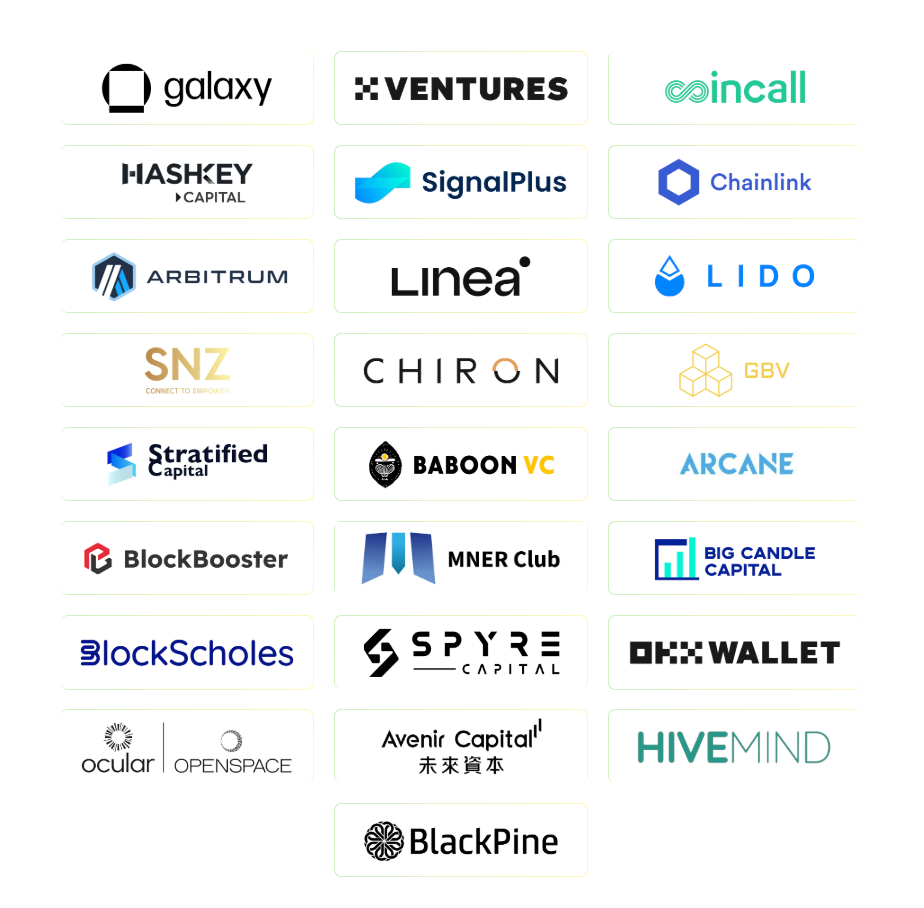 galaxy
VENTURES
coincall
HASHKEY
CAPITAL
SignalPlus
Chainlink
ARBITRUM
Linea
LIDO
SNZ
CONNECT TO EMPOWER
CHIRON
GBV
Stratified
Capital
BABOON VC
ARCANE
BlockBooster
MNER Club
BIG CANDLE
CAPITAL
BlockScholes
SPYRE
CAPITAL
OKX WALLET
ocular
OPENSPACE
Avenir Capital
未來資本
HIVEMIND
BlackPine